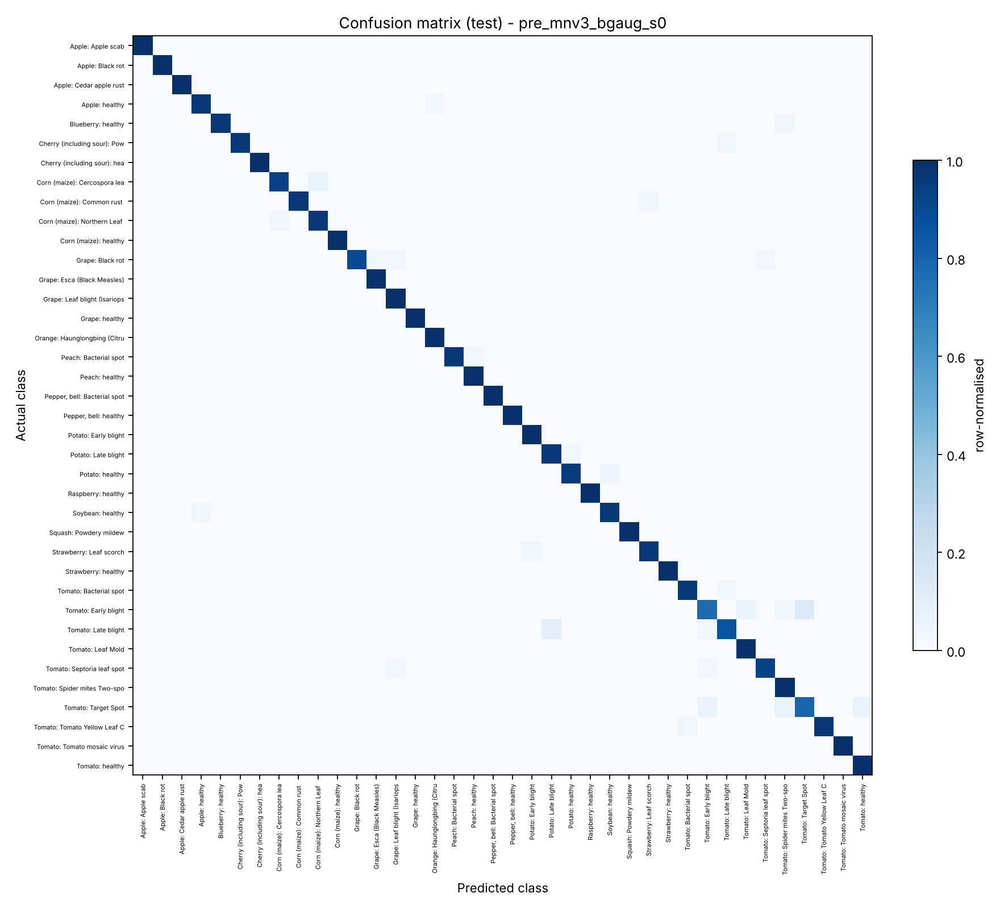 Confusion matrix (test) - pre_mnv3_bgaug_s0
Apple: Apple scab
Apple: Black rot
Apple: Cedar apple rust
Apple: healthy
Blueberry: healthy
Cherry (including sour): Pow
Cherry (including sour): hea
Corn (maize): Cercospora lea
Corn (maize): Common rust
Corn (maize): Northern Leaf
Corn (maize): healthy
Grape: Black rot
Grape: Esca (Black Measles)
Grape: Leaf blight (Isariops
Grape: healthy
Orange: Haunglongbing (Citru
Peach: Bacterial spot
Peach: healthy
Pepper, bell: Bacterial spot
Pepper, bell: healthy
Potato: Early blight
Potato: Late blight
Potato: healthy
Raspberry: healthy
Soybean: healthy
Squash: Powdery mildew
Strawberry: Leaf scorch
Strawberry: healthy
Tomato: Bacterial spot
Tomato: Early blight
Tomato: Late blight
Tomato: Leaf Mold
Tomato: Septoria leaf spot
Tomato: Spider mites Two-spo
Tomato: Target Spot
Tomato: Tomato Yellow Leaf C
Tomato: Tomato mosaic virus
Tomato: healthy
Actual class
Apple: Apple scab
Apple: Black rot
Apple: Cedar apple rust
Apple: healthy
Blueberry: healthy
Cherry (including sour): Pow
Cherry (including sour): hea
Corn (maize): Cercospora lea
Corn (maize): Common rust
Corn (maize): Northern Leaf
Corn (maize): healthy
Grape: Black rot
Grape: Esca (Black Measles)
Grape: Leaf blight (Isariops
Grape: healthy
Orange: Haunglongbing (Citru
Peach: Bacterial spot
Peach: healthy
Pepper, bell: Bacterial spot
Pepper, bell: healthy
Potato: Early blight
Potato: Late blight
Potato: healthy
Raspberry: healthy
Soybean: healthy
Squash: Powdery mildew
Strawberry: Leaf scorch
Strawberry: healthy
Tomato: Bacterial spot
Tomato: Early blight
Tomato: Late blight
Tomato: Leaf Mold
Tomato: Septoria leaf spot
Tomato: Spider mites Two-spo
Tomato: Target Spot
Tomato: Tomato Yellow Leaf C
Tomato: Tomato mosaic virus
Tomato: healthy
Predicted class
1.0
0.8
0.6
0.4
0.2
0.0
row-normalised